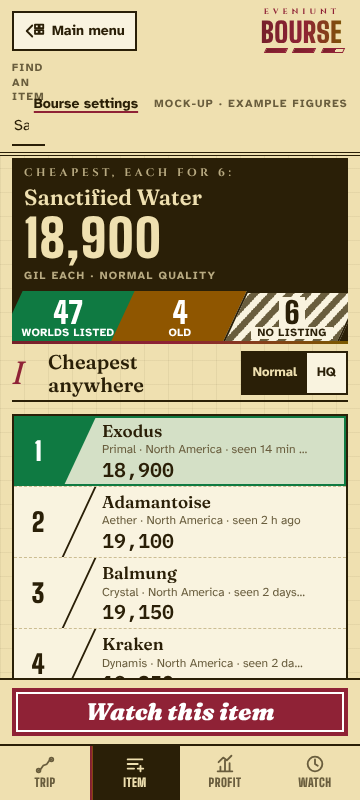 Main menu
EVENIUNT
BOURSE
FIND
AN
ITEM
Bourse settings
MOCK-UP · EXAMPLE FIGURES
Sa
CHEAPEST, EACH FOR 6:
Sanctified Water
18,900
GIL EACH · NORMAL QUALITY
47
WORLDS LISTED
4
OLD
6
NO LISTING
I
Cheapest
anywhere
Normal
HQ
1
Exodus
Primal · North America · seen 14 min ...
18,900
2
Adamantoise
Aether · North America · seen 2 h ago
19,100
3
Balmung
Crystal · North America · seen 2 days...
19,150
4
Kraken
Dynamis · North America · seen 2 da...
Watch this item
TRIP
ITEM
PROFIT
WATCH